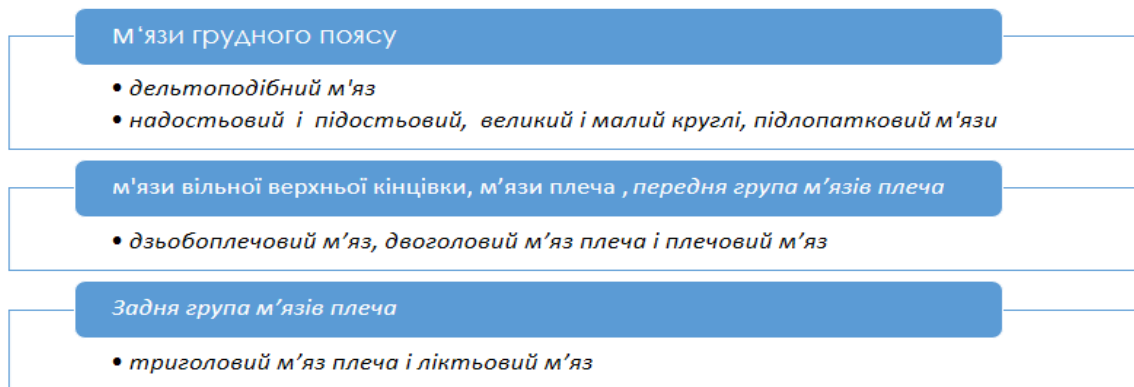 м‘язи грудного поясу
• дельтоподібний м'яз
• надостьовий і підостьовий, великий і малий круглі, підлопатковий м'язи
м'язи вільної верхньої кінцівки, м’язи плеча , передня група м’язів плеча
• дзьобоплечовий м’яз, двоголовий м’яз плеча і плечовий м’яз
Задня група м’язів плеча
• триголовий м’яз плеча і ліктьовий м’яз